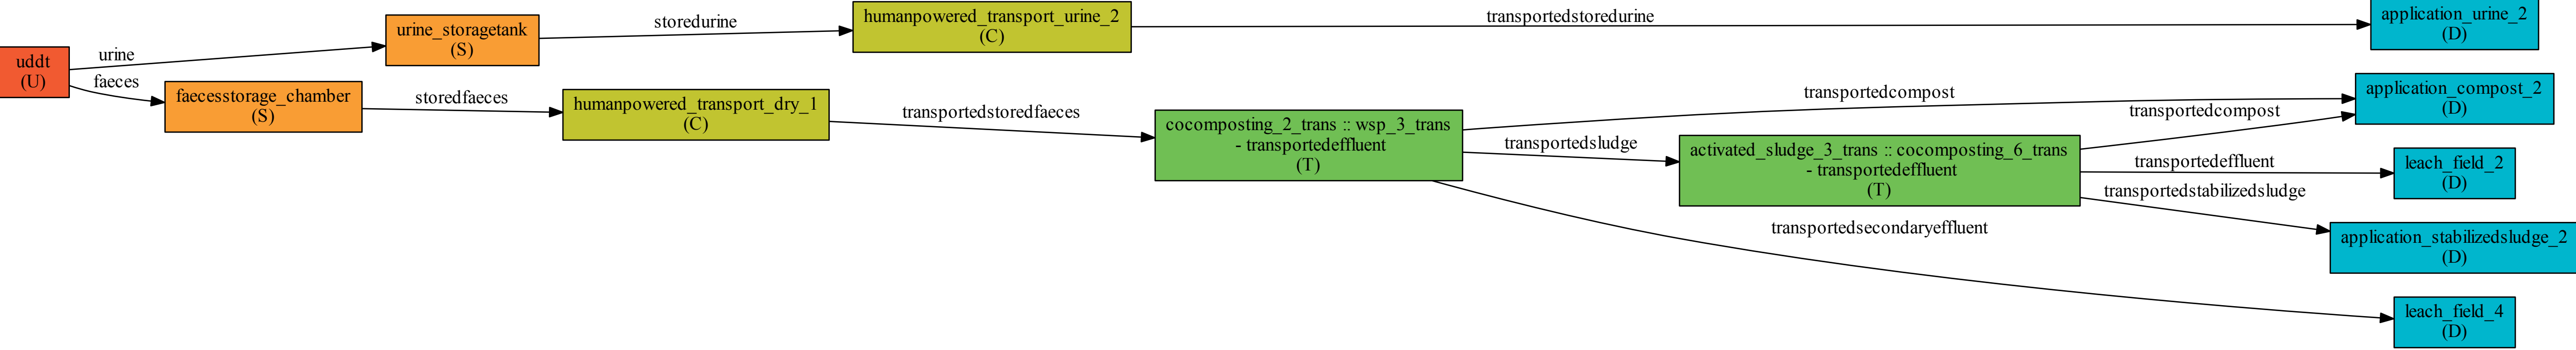 uddt
(U)
urine
faeces
urine_storagetank
(S)
faecesstorage_chamber
(S)
storedurine
storedfaeces
humanpowered_transport_urine_2
(C)
humanpowered_transport_dry_1
(C)
transportedstoredurine
transportedstoredfaeces
cocomposting_2_trans :: wsp_3_trans
- transportedeffluent
(T)
transportedcompost
transportedsludge
transportedsecondaryeffluent
activated_sludge_3_trans :: cocomposting_6_trans
- transportedeffluent
(T)
transportedcompost
transportedeffluent
transportedstabilizedsludge
application_urine_2
(D)
application_compost_2
(D)
leach_field_2
(D)
application_stabilizedsludge_2
(D)
leach_field_4
(D)